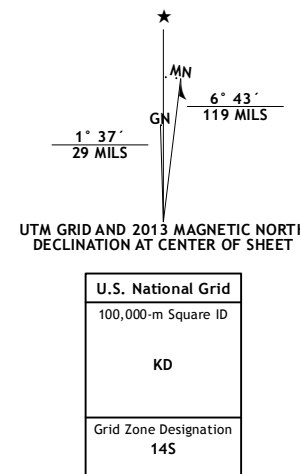 MN
GN
6° 43´
119 MILS
1° 37´
29 MILS
UTM GRID AND 2013 MAGNETIC NORTH
DECLINATION AT CENTER OF SHEET
U.S. National Grid
100,000-m Square ID
KD
Grid Zone Designation
14S